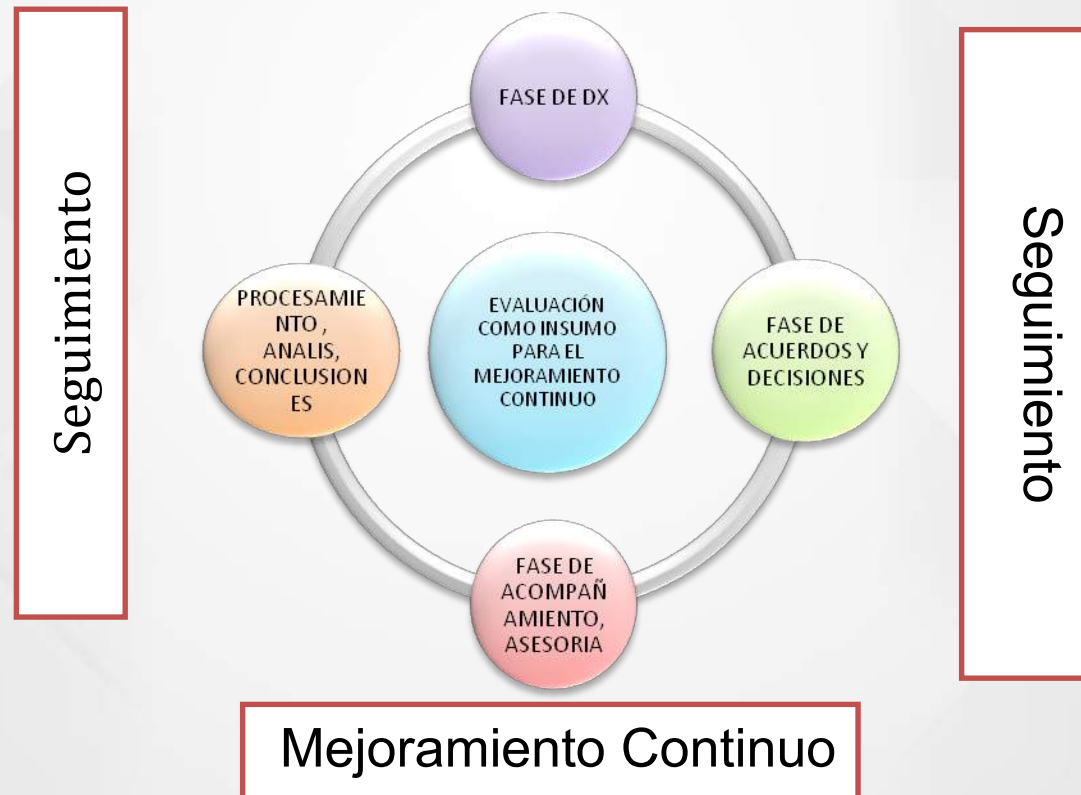 Seguimiento
FASE DE DX
PROCESAMIE
NTO ,
ANALIS,
CONCLUSION
ES
EVALUACIÓN
COMO INSUMO
PARA EL
MEJORAMIENTO
CONTINUO
FASE DE
ACUERDOS Y
DECISIONES
FASE DE
ACOMPAÑ
AMIENTO,
ASESORIA
Seguimiento
Mejoramiento Continuo